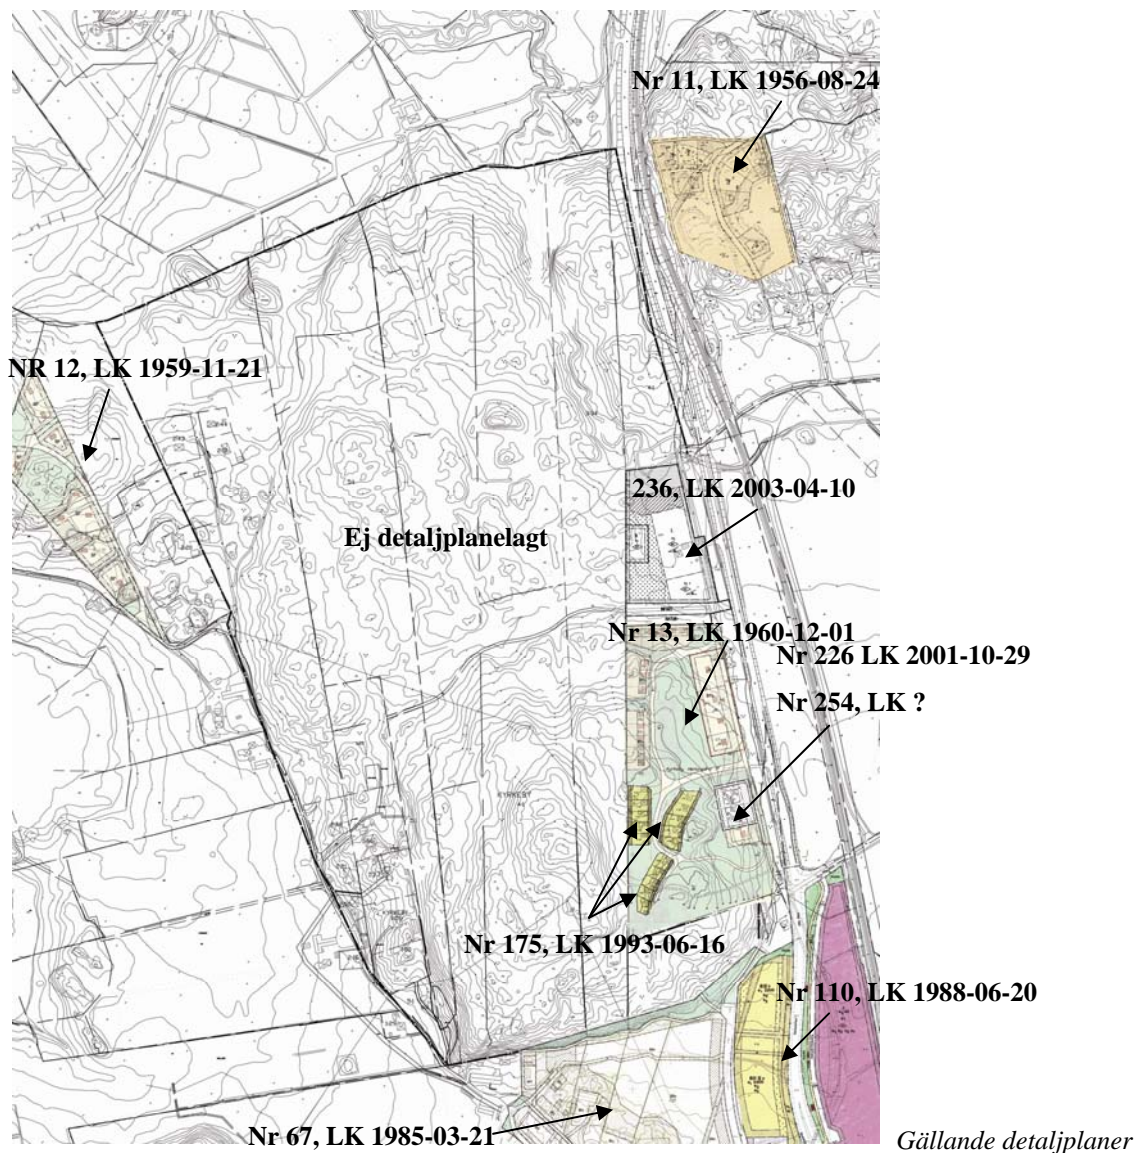 Nr 11, LK 1956-08-24
NR 12, LK 1959-11-21
236, LK 2003-04-10
Ej detaljplanelagt
Nr 13, LK 1960-12-01
Nr 226 LK 2001-10-29
Nr 254, LK ?
KYRKEBY
Nr 175, LK 1993-06-16
Nr 110, LK 1988-06-20
Nr 67, LK 1985-03-21
Gällande detaljplaner